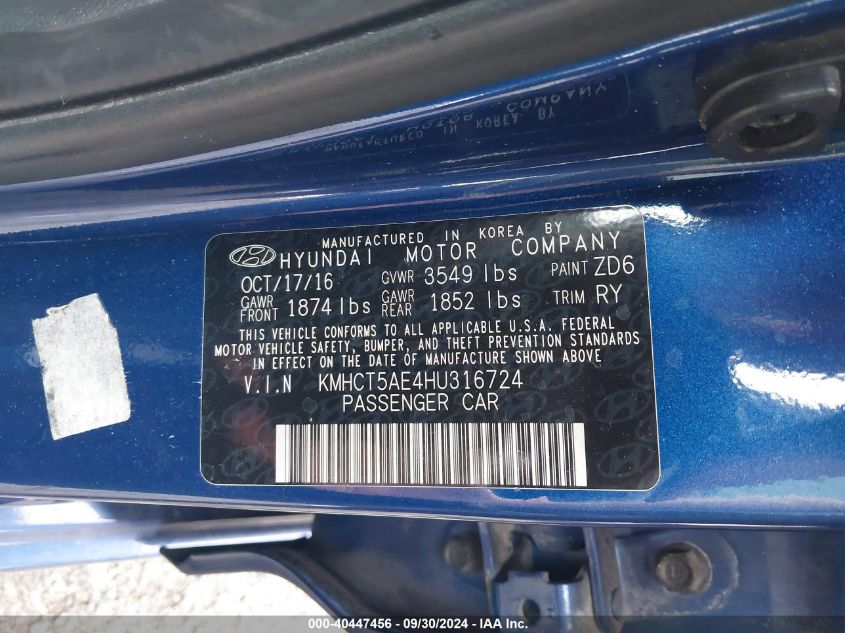 MANUFACTURED IN KOREA BY
HYUNDAI MOTOR COMPANY
OCT/17/16 GVWR 3549 lbs PAINT ZD6
GAWR FRONT 1874 lbs GAWR REAR 1852 lbs TRIM RY
THIS VEHICLE CONFORMS TO ALL APPLICABLE U.S.A. FEDERAL
MOTOR VEHICLE SAFETY, BUMPER, AND THEFT PREVENTION STANDARDS
IN EFFECT ON THE DATE OF MANUFACTURE SHOWN ABOVE
V.I.N KMHCT5AE4HU316724
PASSENGER CAR
000-40447456 - 09/30/2024 - IAA Inc.